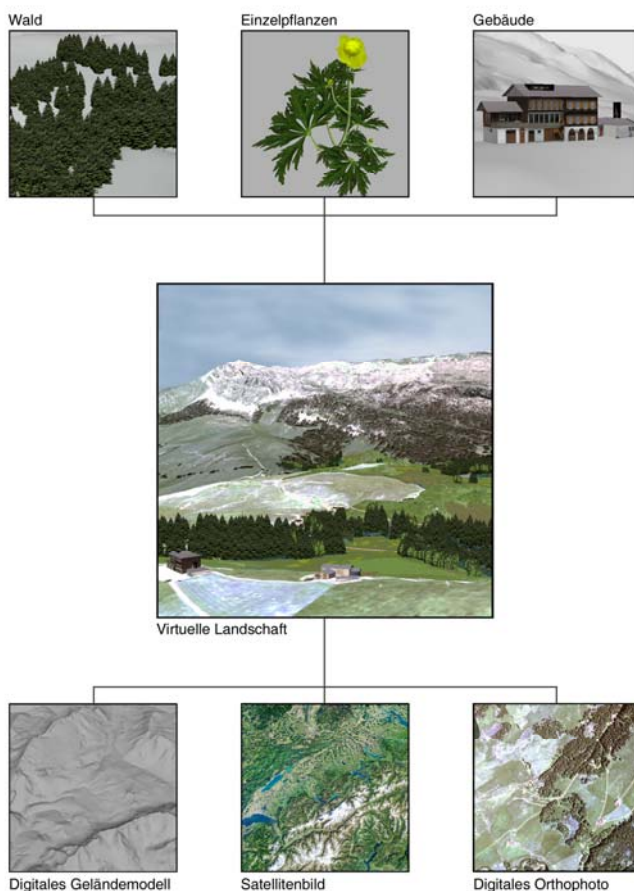 Wald
Einzelpflanzen
Gebäude
Virtuelle Landschaft
Digitales Geländemodell
Satellitenbild
Digitales Orthophoto